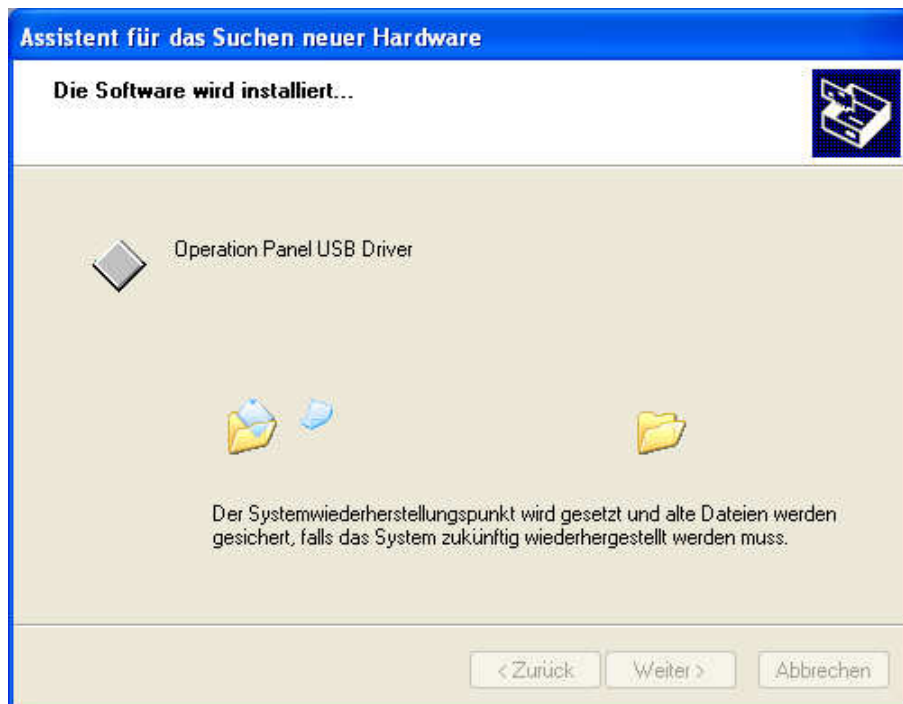 Assistent für das Suchen neuer Hardware
Die Software wird installiert...
Operation Panel USB Driver
Der Systemwiederherstellungspunkt wird gesetzt und alte Dateien werden
gesichert, falls das System zukünftig wiederhergestellt werden muss.
< Zurück Weiter > Abbrechen